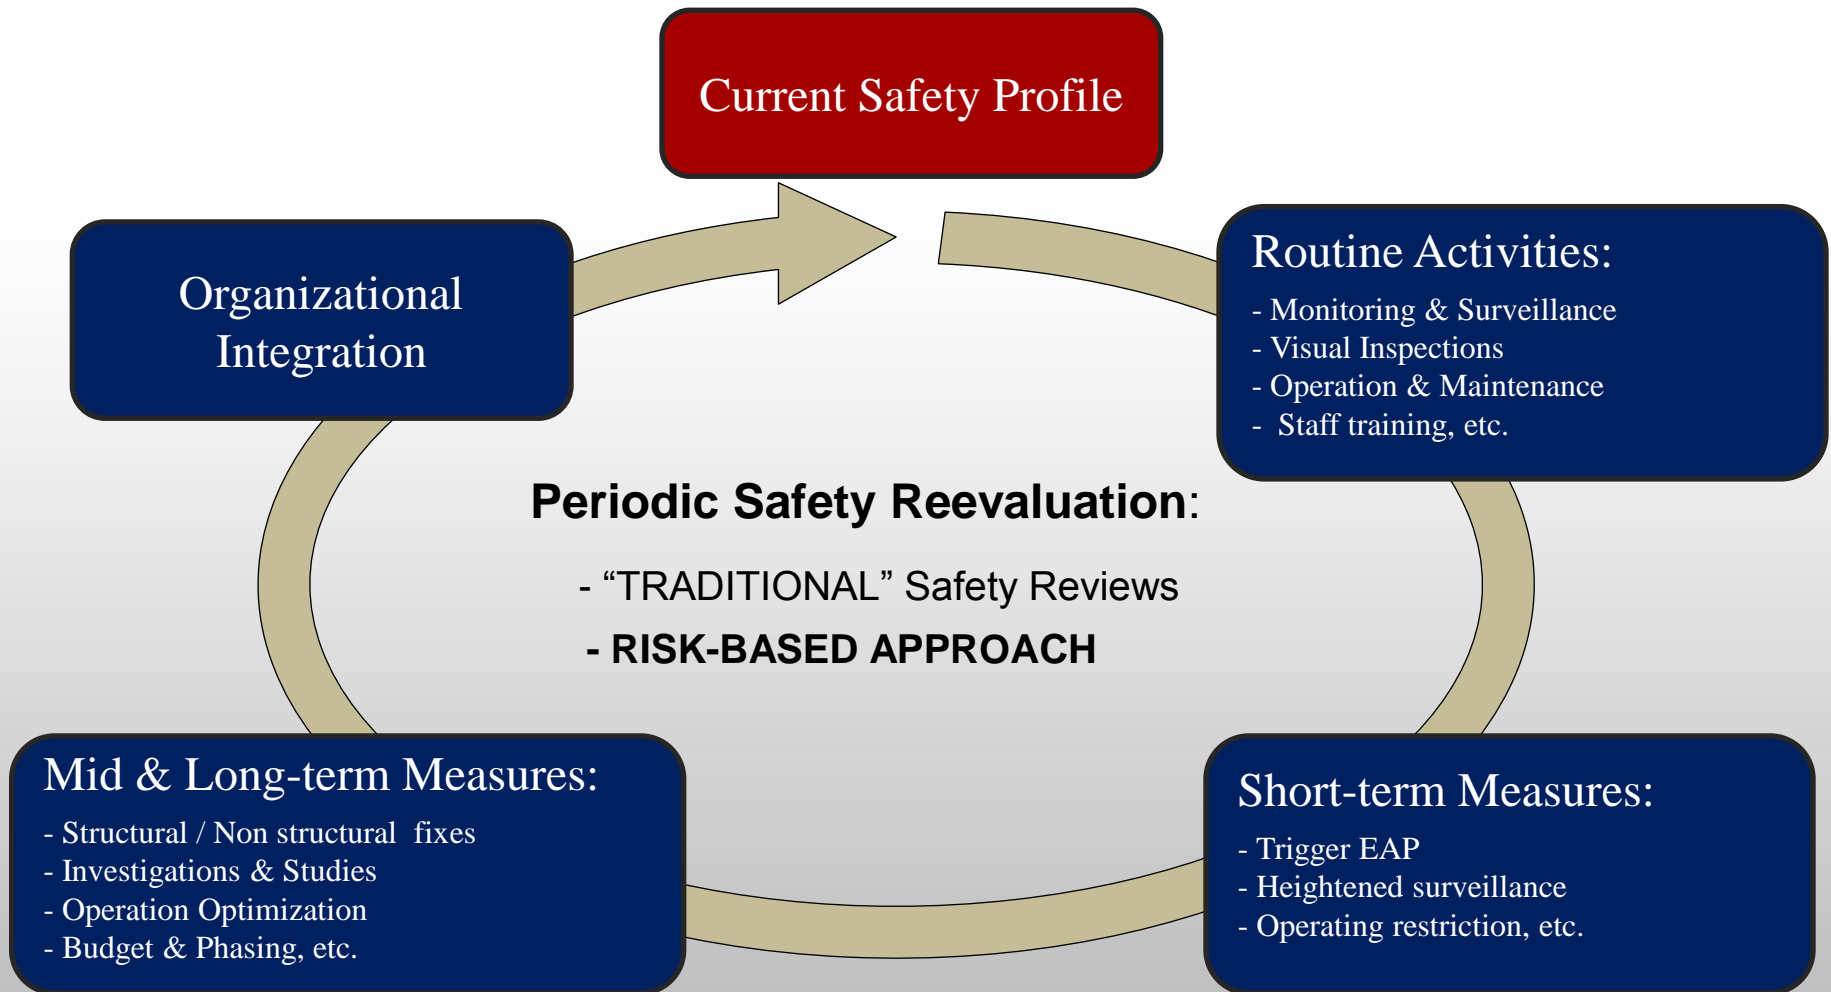 Current Safety Profile
Organizational
Integration
Routine Activities:
- Monitoring & Surveillance
- Visual Inspections
- Operation & Maintenance
-  Staff training, etc.
Periodic Safety Reevaluation:
- “TRADITIONAL” Safety Reviews
- RISK-BASED APPROACH
Mid & Long-term Measures:
- Structural / Non structural  fixes
- Investigations & Studies
- Operation Optimization
- Budget & Phasing, etc.
Short-term Measures:
- Trigger EAP
- Heightened surveillance
- Operating restriction, etc.